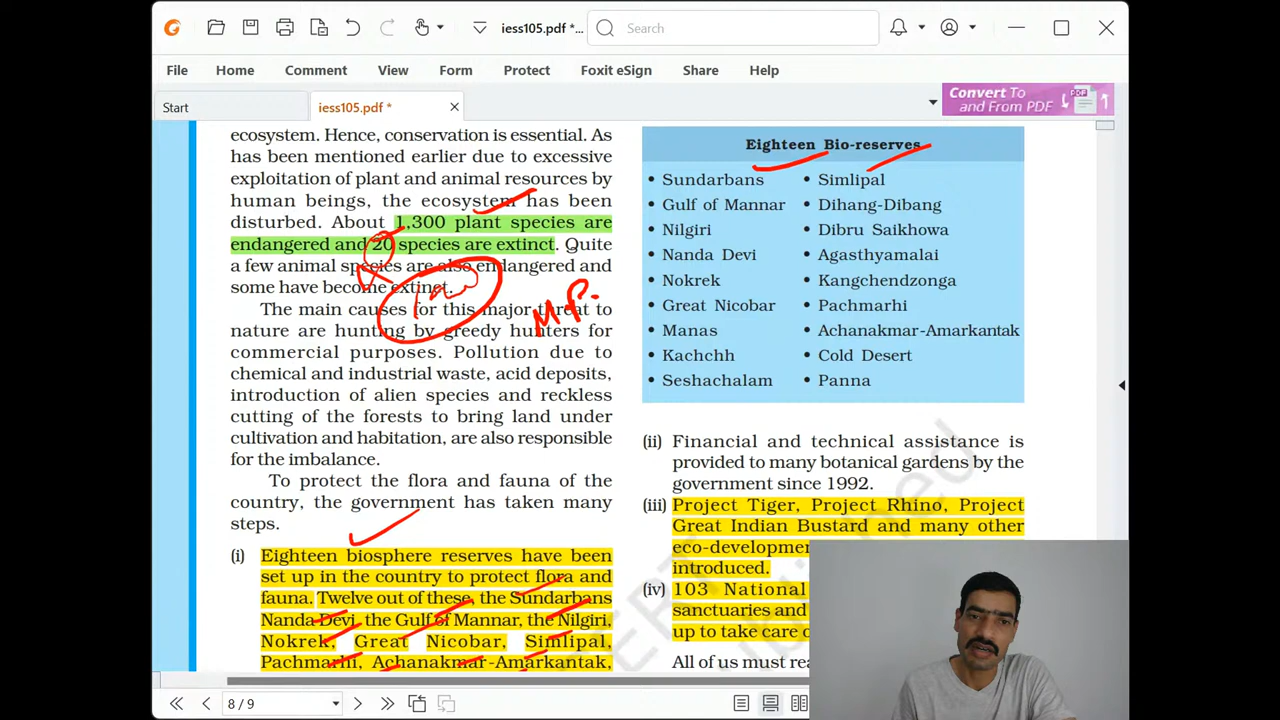 iess105.pdf *...
Search
File
Home
Comment
View
Form
Protect
Foxit eSign
Share
Help
Start
iess105.pdf *
Convert To
and From PDF
PDF
ecosystem. Hence, conservation is essential. As
has been mentioned earlier due to excessive
exploitation of plant and animal resources by
human beings, the ecosystem has been
disturbed. About 1,300 plant species are
endangered and 20 species are extinct. Quite
a few animal species are also endangered and
some have become extinct.
The main causes for this major threat to
nature are hunting by greedy hunters for
commercial purposes. Pollution due to
chemical and industrial waste, acid deposits,
introduction of alien species and reckless
cutting of the forests to bring land under
cultivation and habitation, are also responsible
for the imbalance.
To protect the flora and fauna of the
country, the government has taken many
steps.
(i) Eighteen biosphere reserves have been
set up in the country to protect flora and
fauna. Twelve out of these, the Sundarbans
Nanda Devi, the Gulf of Mannar, the Nilgiri,
Nokrek, Great Nicobar, Simlipal,
Pachmarhi, Achanakmar-Amarkantak,
M.P.
Eighteen Bio-reserves
• Sundarbans
• Gulf of Mannar
• Nilgiri
• Nanda Devi
• Nokrek
• Great Nicobar
• Manas
• Kachchh
• Seshachalam
• Simlipal
• Dihang-Dibang
• Dibru Saikhowa
• Agasthyamalai
• Kangchendzonga
• Pachmarhi
• Achanakmar-Amarkantak
• Cold Desert
• Panna
(ii) Financial and technical assistance is
provided to many botanical gardens by the
government since 1992.
(iii) Project Tiger, Project Rhino, Project
Great Indian Bustard and many other
introduced.
(iv) 103 National
sanctuaries and
up to take care
All of us must
8 / 9